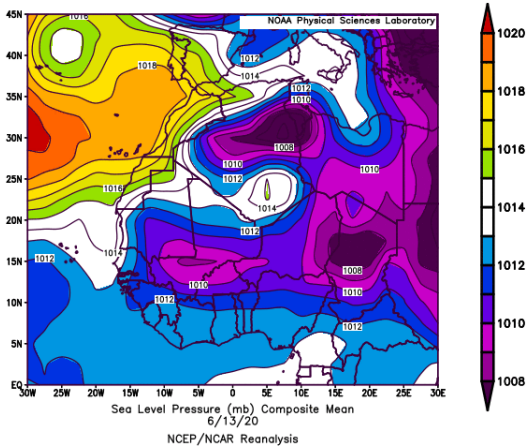 NOAA Physical Sciences Laboratory
45N
40N
35N
30N
25N
20N
15N
10N
5N
EQ
30W 25W 20W 15W 10W 5W 0 5E 10E 15E 20E 25E 30E
1016
1012
1014
1018
1012
1010
1008
1010
1010
1012
1016
1014
1012
1014
1012
1008
1010
1010
1012
1012
1020
1018
1016
1014
1012
1010
1010
1008
Sea Level Pressure (mb) Composite Mean
6/13/20
NCEP/NCAR Reanalysis